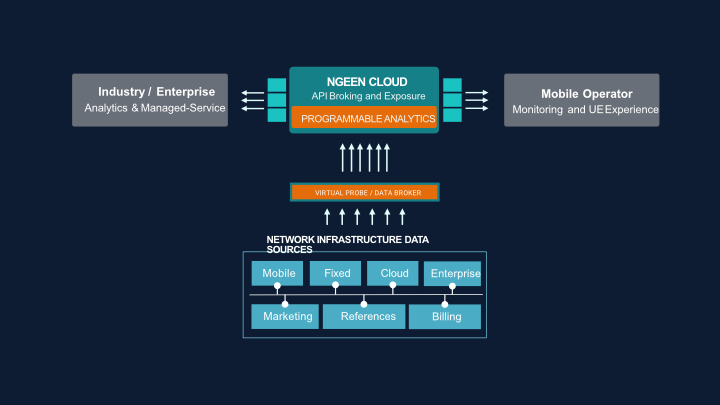 NGEEN CLOUD
API Broking and Exposure
PROGRAMMABLE ANALYTICS
Industry / Enterprise
Analytics & Managed-Service
Mobile Operator
Monitoring and UE Experience
VIRTUAL PROBE / DATA BROKER
NETWORK INFRASTRUCTURE DATA
SOURCES
Mobile
Fixed
Cloud
Enterprise
Marketing
References
Billing